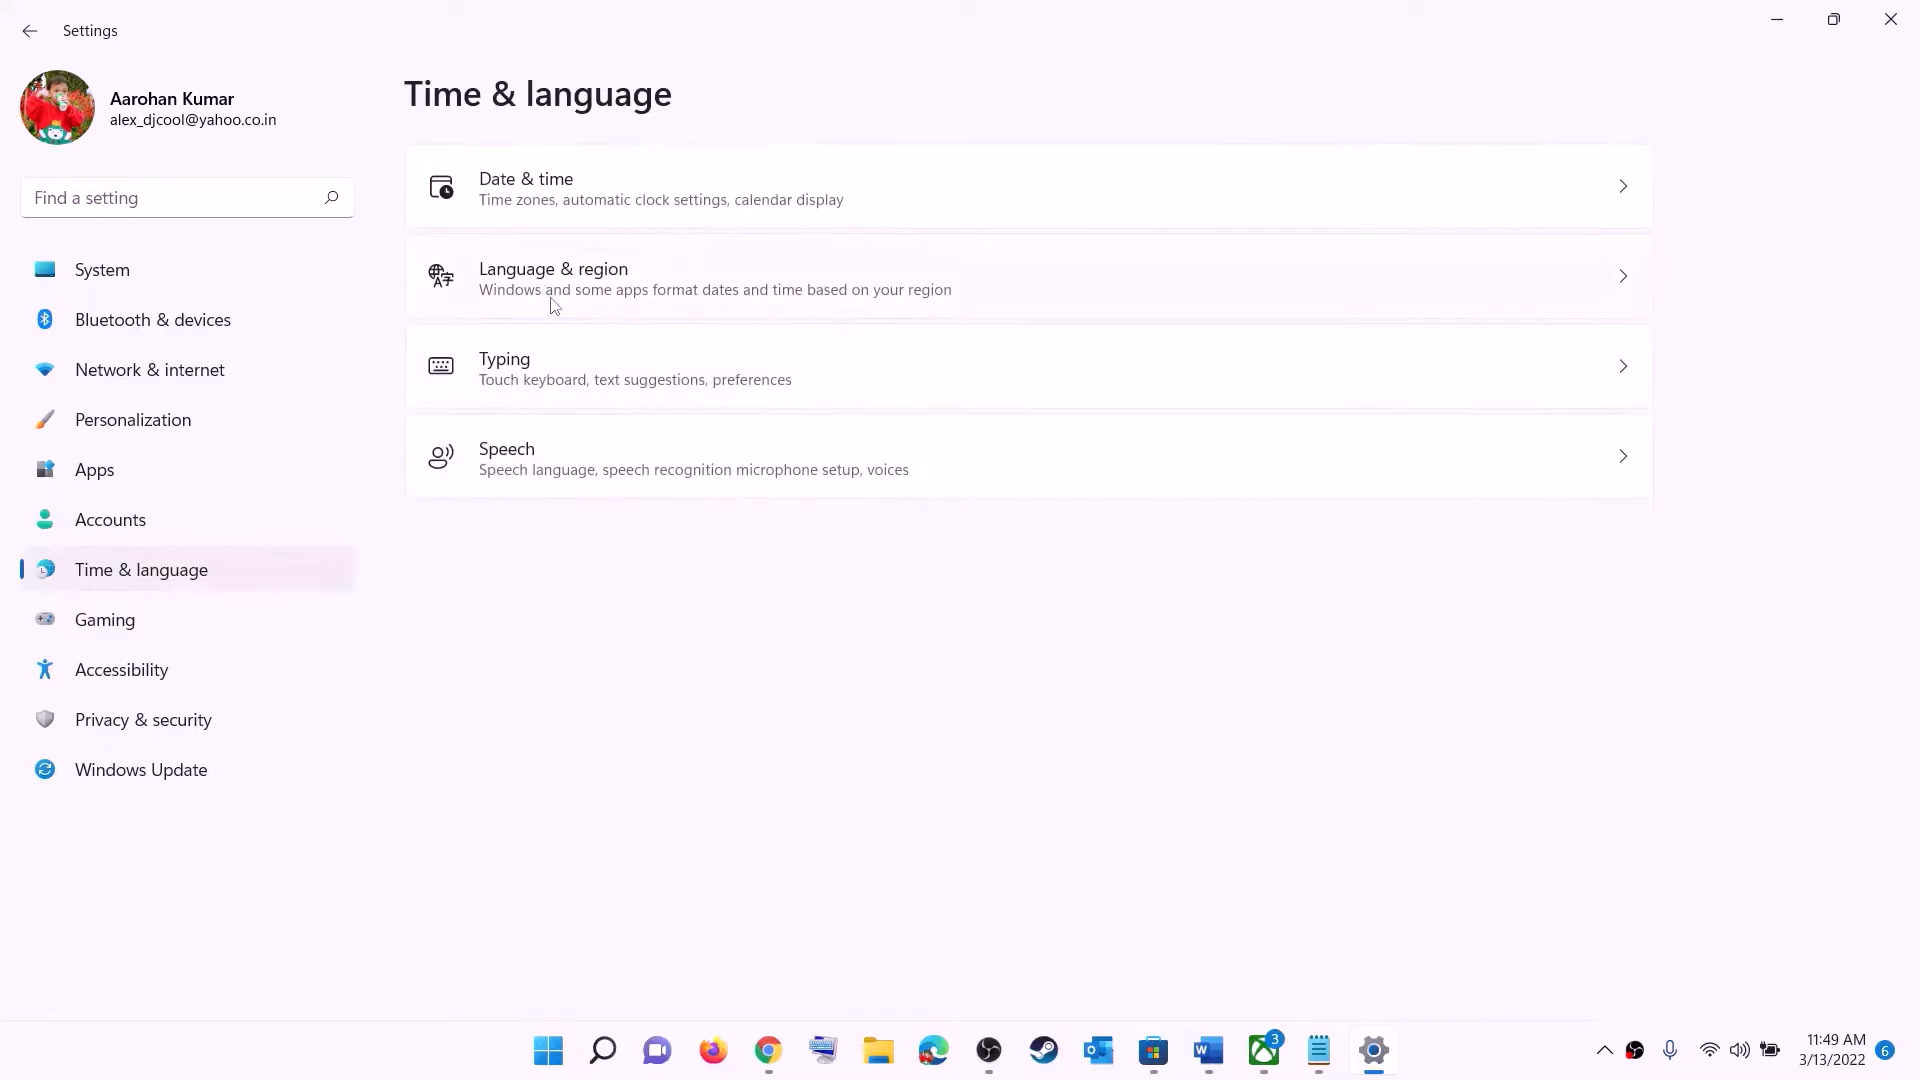 Settings
Aarohan Kumar
alex_djcool@yahoo.co.in
Find a setting
System
Bluetooth & devices
Network & internet
Personalization
Apps
Accounts
Time & language
Gaming
Accessibility
Privacy & security
Windows Update
Time & language
Date & time
Time zones, automatic clock settings, calendar display
Language & region
Windows and some apps format dates and time based on your region
Typing
Touch keyboard, text suggestions, preferences
Speech
Speech language, speech recognition microphone setup, voices
3
11:49 AM
3/13/2022
6